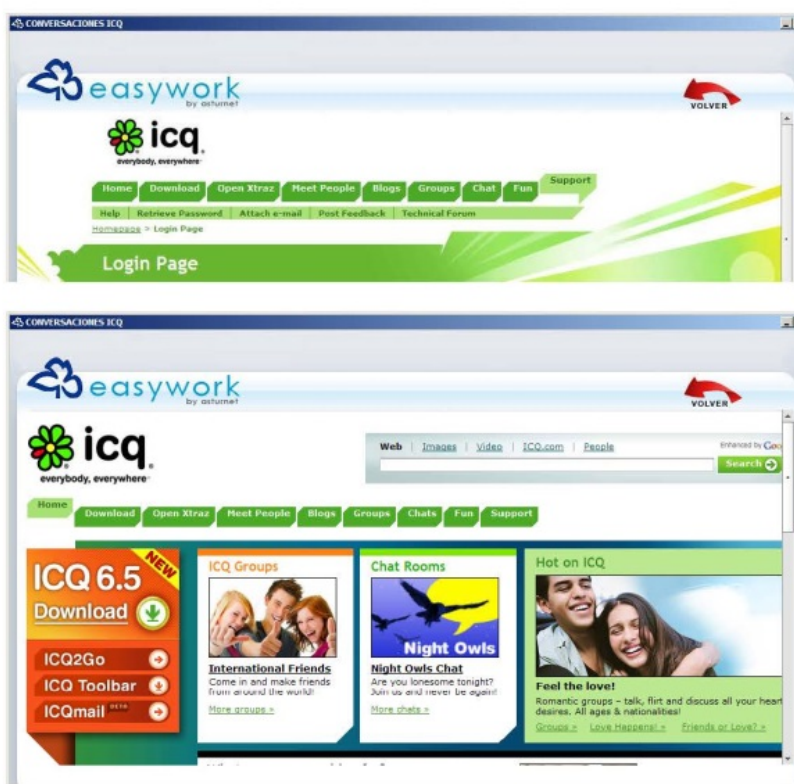 CONVERSACIONES ICQ
easywork
by asturnet
VOLVER
icq
everybody, everywhere
Home Download Open Xtraz Meet People Blogs Groups Chat Fun Support
Help | Retrieve Password | Attach e-mail | Post Feedback | Technical Forum
Homepage > Login Page
Login Page
CONVERSACIONES ICQ
easywork
by asturnet
VOLVER
icq
everybody, everywhere
Web | Images | Video | ICQ.com | People
Enhanced by Goo
Search
Home Download Open Xtraz Meet People Blogs Groups Chats Fun Support
NEW
ICQ 6.5
Download
ICQ2Go
ICQ Toolbar
ICQmail BETA
ICQ Groups
International Friends
Come in and make friends
from around the world!
More groups »
Chat Rooms
Night Owls
Night Owls Chat
Are you lonesome tonight?
Join us and never be again!
More chats »
Hot on ICQ
Feel the love!
Romantic groups – talk, flirt and discuss all your heart
desires. All ages & nationalities!
Groups » Love Happens! » Friends or Love? »